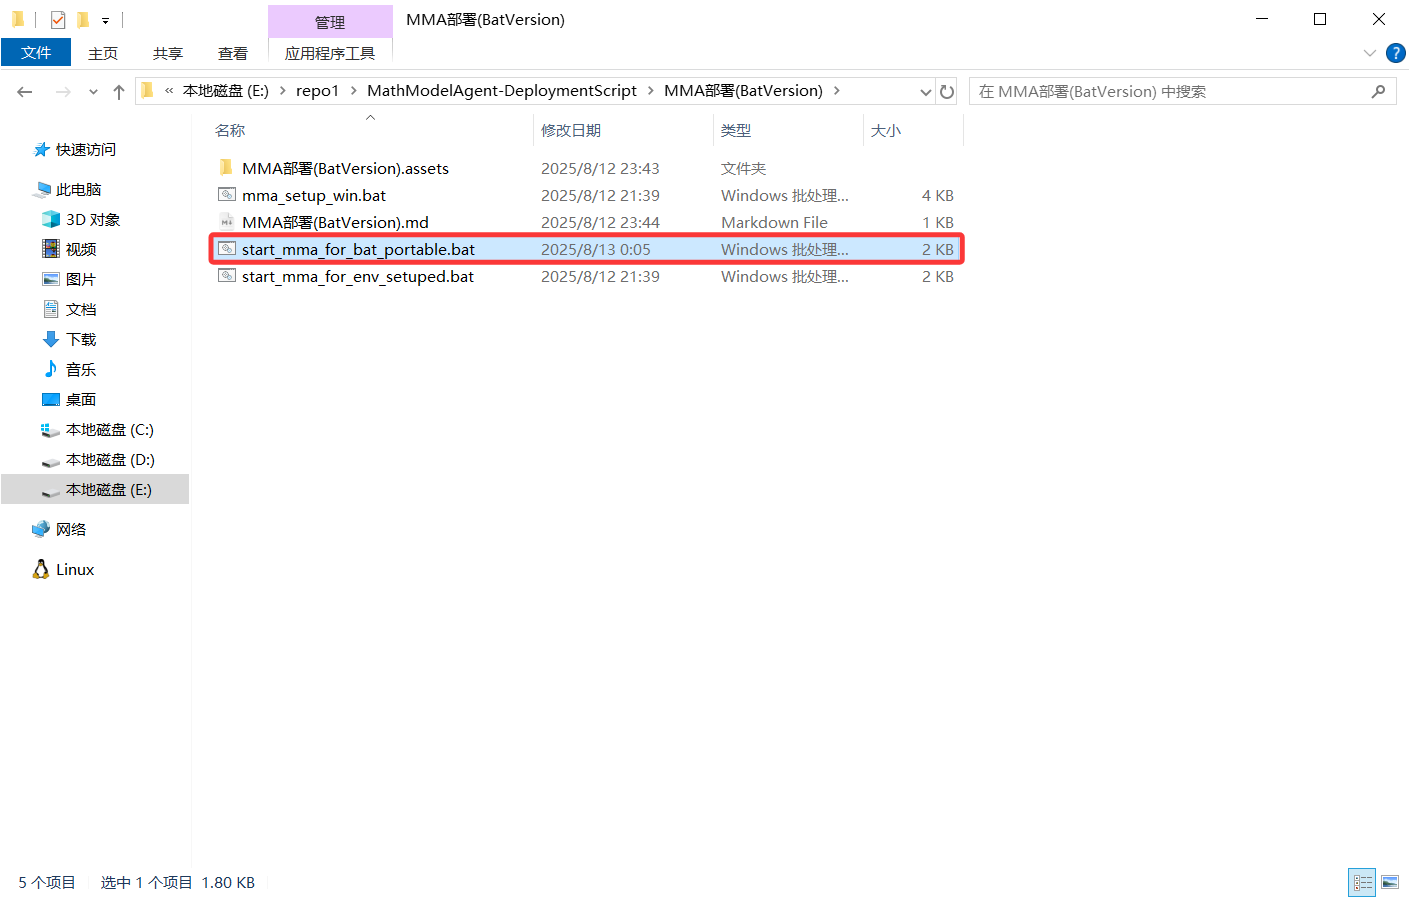 管理
MMA部署(BatVersion)
文件
主页
共享
查看
应用程序工具
?
« 本地磁盘 (E:) > repo1 > MathModelAgent-DeploymentScript > MMA部署(BatVersion) >
在 MMA部署(BatVersion) 中搜索
名称
修改日期
类型
大小
快速访问
此电脑
3D 对象
视频
图片
文档
下载
音乐
桌面
本地磁盘 (C:)
本地磁盘 (D:)
本地磁盘 (E:)
网络
Linux
MMA部署(BatVersion).assets 2025/8/12 23:43 文件夹
mma_setup_win.bat 2025/8/12 21:39 Windows 批处理... 4 KB
MMA部署(BatVersion).md 2025/8/12 23:44 Markdown File 1 KB
start_mma_for_bat_portable.bat 2025/8/13 0:05 Windows 批处理... 2 KB
start_mma_for_env_setuped.bat 2025/8/12 21:39 Windows 批处理... 2 KB
5 个项目
选中 1 个项目 1.80 KB